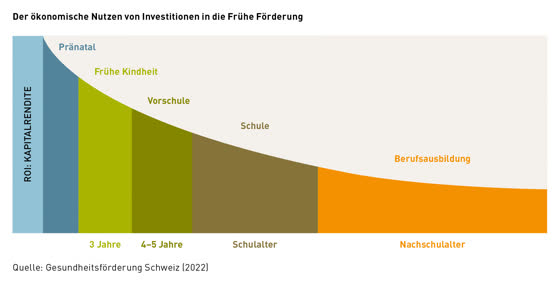 Der ökonomische Nutzen von Investitionen in die Frühe Förderung
ROI: KAPITALRENDITE
Pränatal
Frühe Kindheit
Vorschule
Schule
Berufsausbildung
3 Jahre
4–5 Jahre
Schulalter
Nachschulalter
Quelle: Gesundheitsförderung Schweiz (2022)